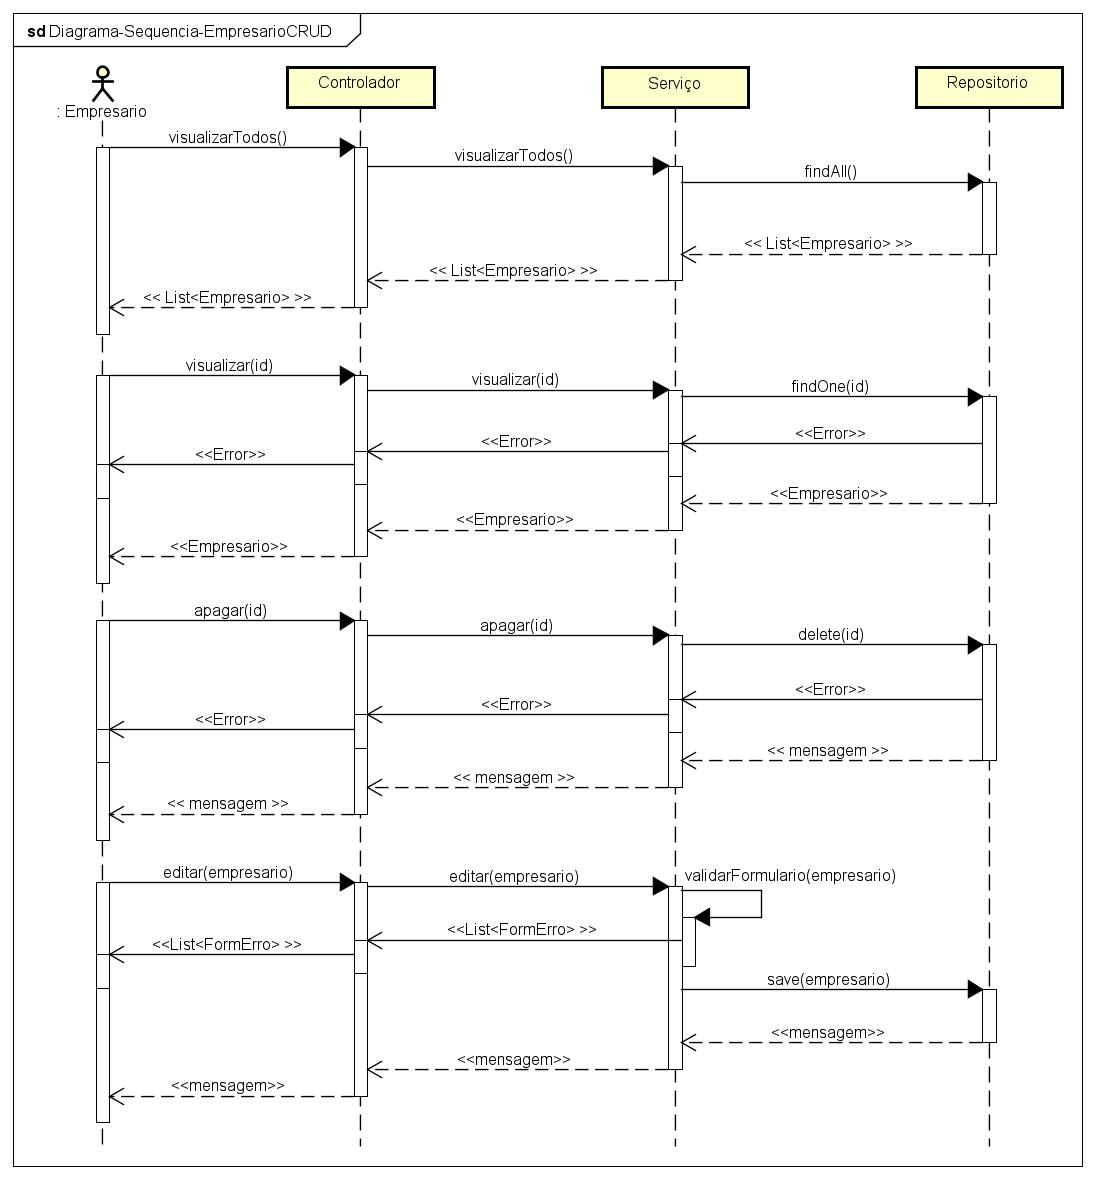 sd Diagrama-Sequencia-EmpresarioCRUD
: Empresario
Controlador
Serviço
Repositorio
visualizarTodos()
visualizarTodos()
findAll()
<< List<Empresario> >>
<< List<Empresario> >>
<< List<Empresario> >>
visualizar(id)
visualizar(id)
findOne(id)
<<Error>>
<<Error>>
<<Error>>
<<Empresario>>
<<Empresario>>
<<Empresario>>
apagar(id)
apagar(id)
delete(id)
<<Error>>
<<Error>>
<<Error>>
<< mensagem >>
<< mensagem >>
<< mensagem >>
editar(empresario)
editar(empresario)
validarFormulario(empresario)
<<List<FormErro> >>
<<List<FormErro> >>
save(empresario)
<<mensagem>>
<<mensagem>>
<<mensagem>>